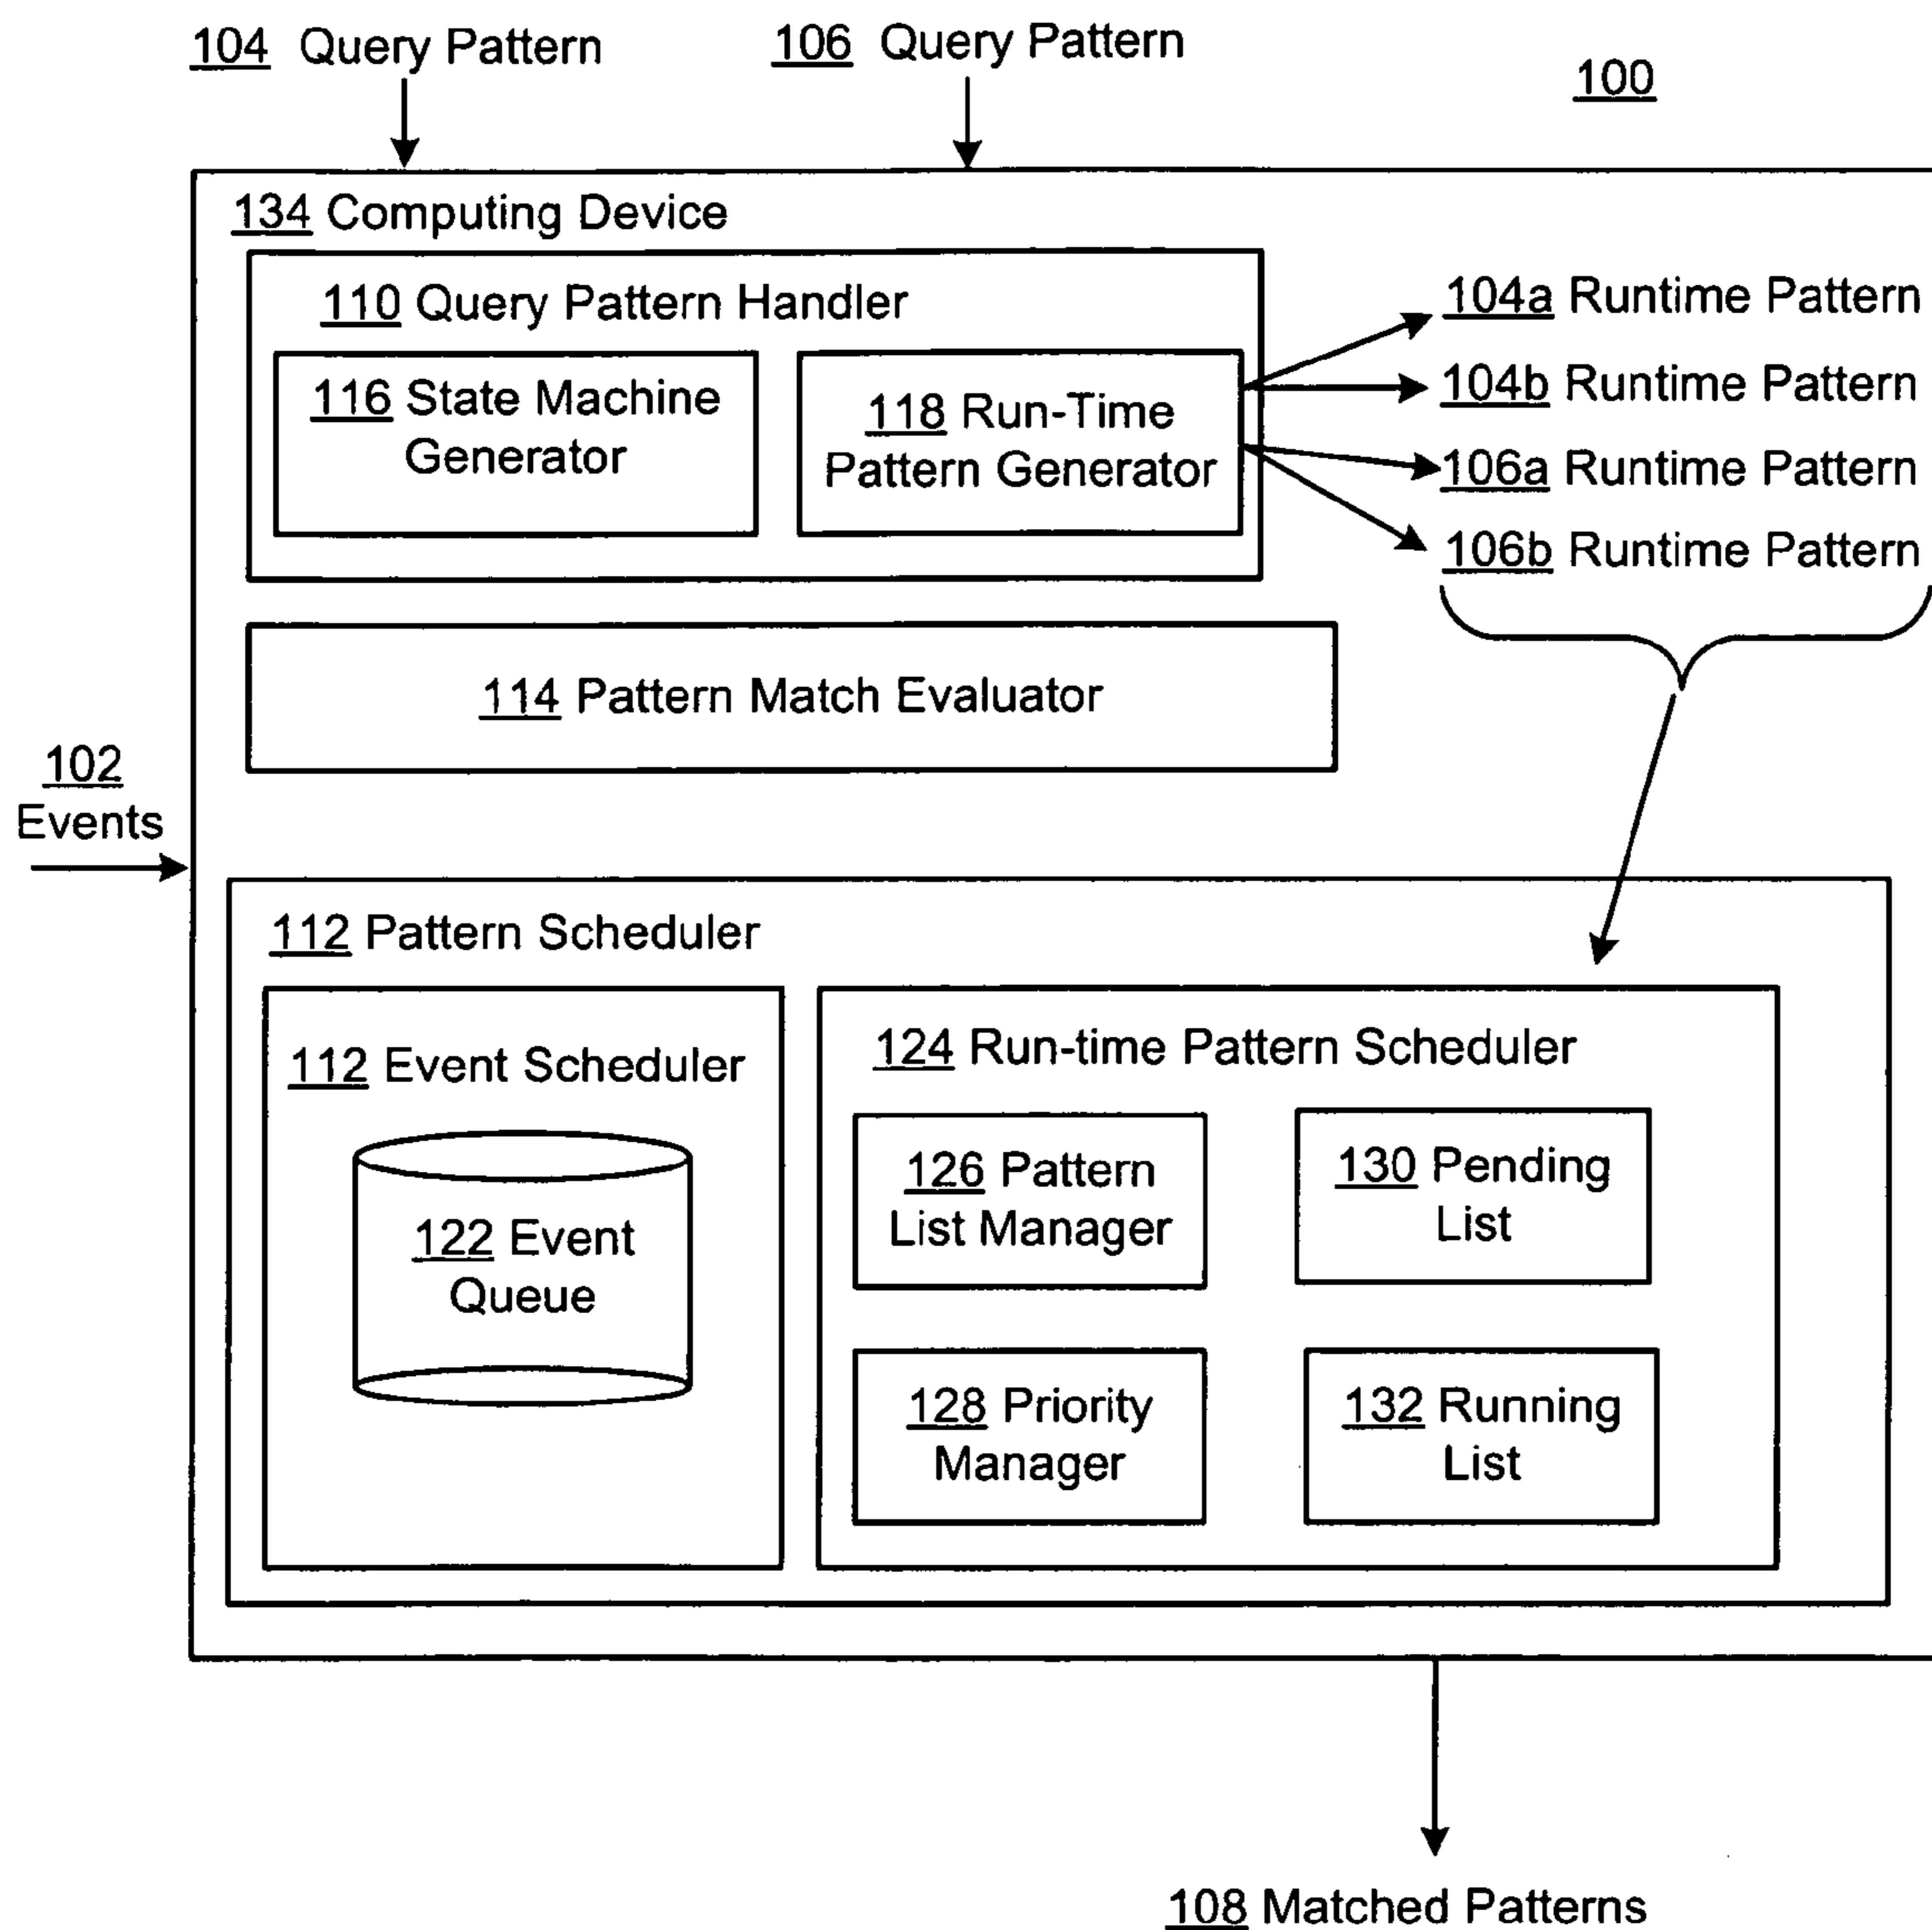 104 Query Pattern
106 Query Pattern
100
134 Computing Device
110 Query Pattern Handler
116 State Machine
Generator
118 Run-Time
Pattern Generator
104a Runtime Pattern
104b Runtime Pattern
106a Runtime Pattern
106b Runtime Pattern
114 Pattern Match Evaluator
102
Events
112 Pattern Scheduler
112 Event Scheduler
122 Event
Queue
124 Run-time Pattern Scheduler
126 Pattern
List Manager
130 Pending
List
128 Priority
Manager
132 Running
List
108 Matched Patterns